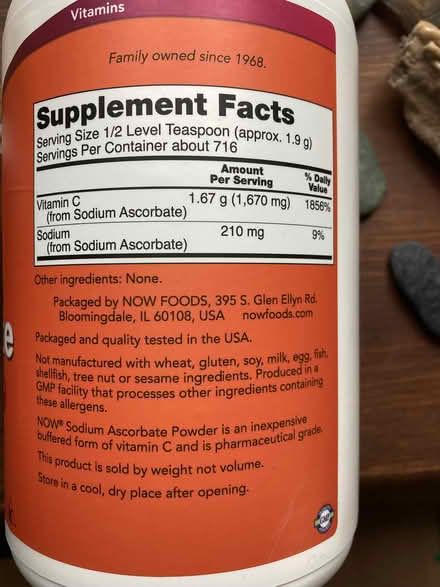 Vitamins
Family owned since 1968.
Supplement Facts
Serving Size 1/2 Level Teaspoon (approx. 1.9 g)
Servings Per Container about 716
Amount Per Serving
% Daily Value
Vitamin C 1.67 g (1,670 mg) 1856%
(from Sodium Ascorbate)
Sodium 210 mg 9%
(from Sodium Ascorbate)
Other ingredients: None.
Packaged by NOW FOODS, 395 S. Glen Ellyn Rd.
Bloomingdale, IL 60108, USA nowfoods.com
Packaged and quality tested in the USA.
Not manufactured with wheat, gluten, soy, milk, egg, fish,
shellfish, tree nut or sesame ingredients. Produced in a
GMP facility that processes other ingredients containing
these allergens.
NOW® Sodium Ascorbate Powder is an inexpensive
buffered form of vitamin C and is pharmaceutical grade.
This product is sold by weight not volume.
Store in a cool, dry place after opening.
e